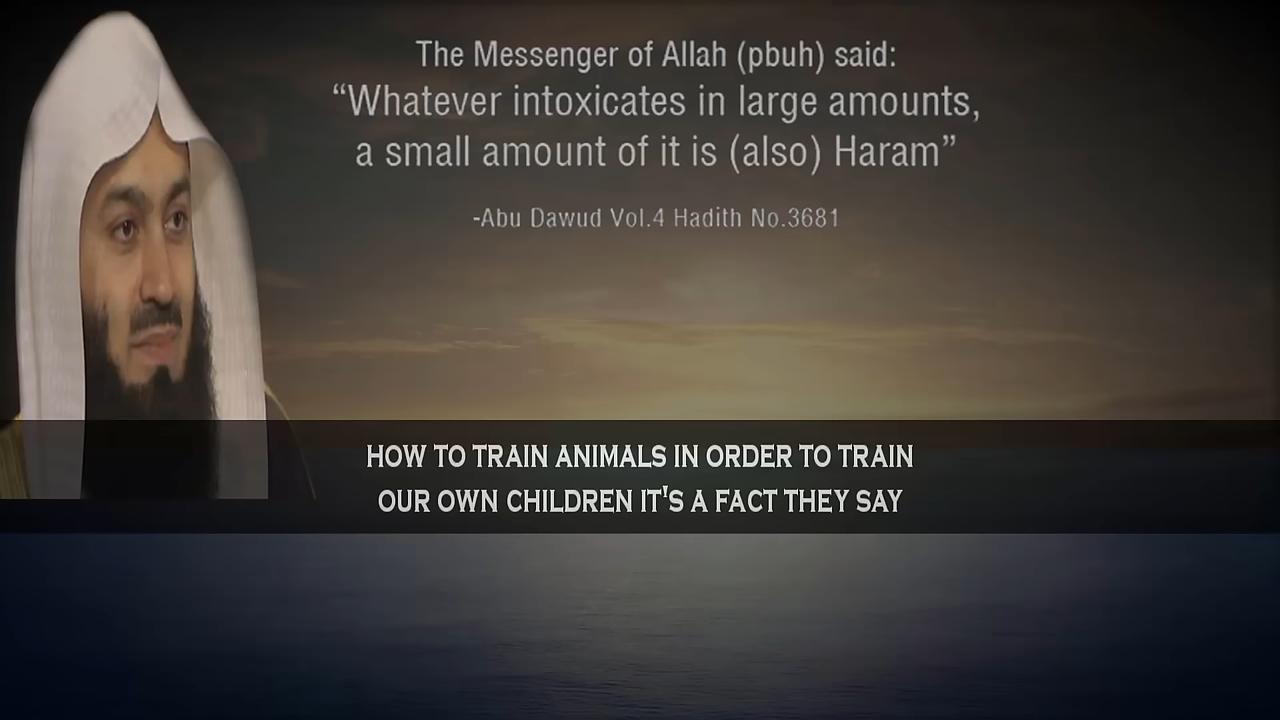 The Messenger of Allah (pbuh) said:
“Whatever intoxicates in large amounts,
a small amount of it is (also) Haram”
-Abu Dawud Vol.4 Hadith No.3681
HOW TO TRAIN ANIMALS IN ORDER TO TRAIN
OUR OWN CHILDREN IT'S A FACT THEY SAY